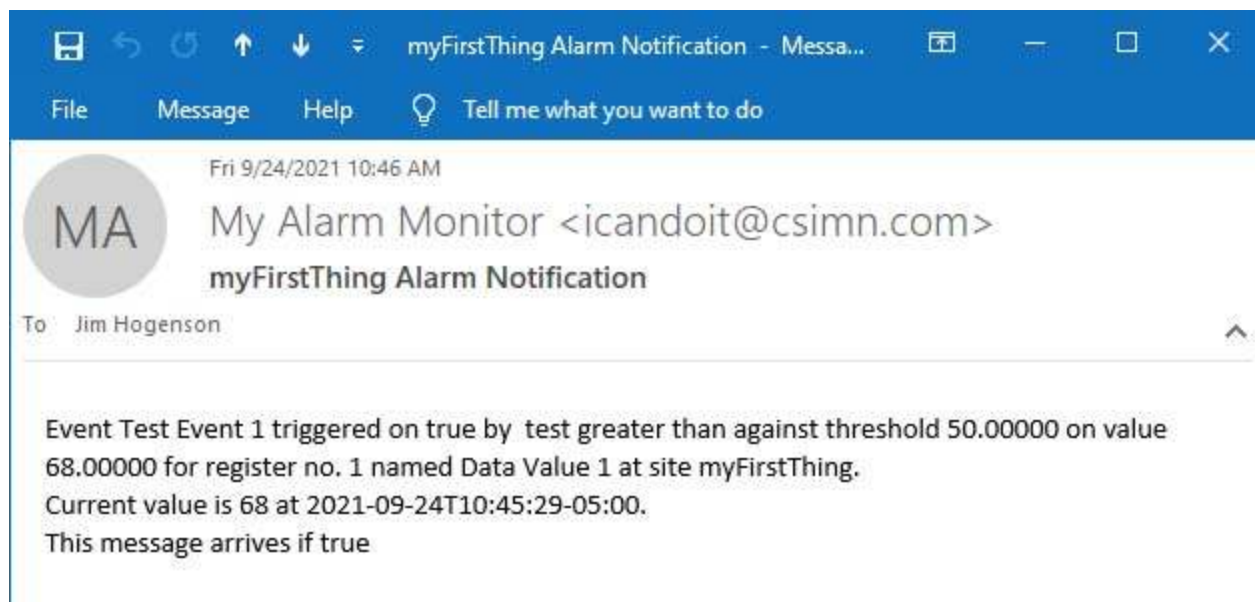 myFirstThing Alarm Notification - Messa...
File Message Help Tell me what you want to do
Fri 9/24/2021 10:46 AM
MA
My Alarm Monitor <icandoit@csimn.com>
myFirstThing Alarm Notification
To Jim Hogenson
Event Test Event 1 triggered on true by  test greater than against threshold 50.00000 on value
68.00000 for register no. 1 named Data Value 1 at site myFirstThing.
Current value is 68 at 2021-09-24T10:45:29-05:00.
This message arrives if true